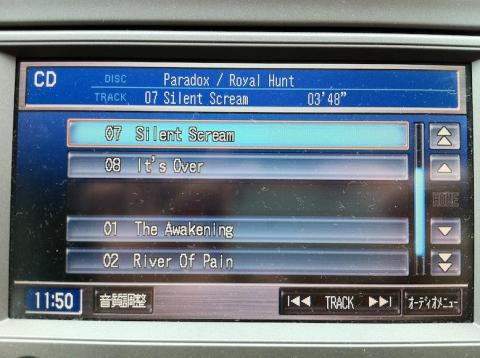 CD
DISC Paradox / Royal Hunt
TRACK 07 Silent Scream 03'48”
07 Silent Scream
08 It's Over
MORE
01 The Awakening
02 River Of Pain
11:50 音質調整 TRACK オーディオメニュー